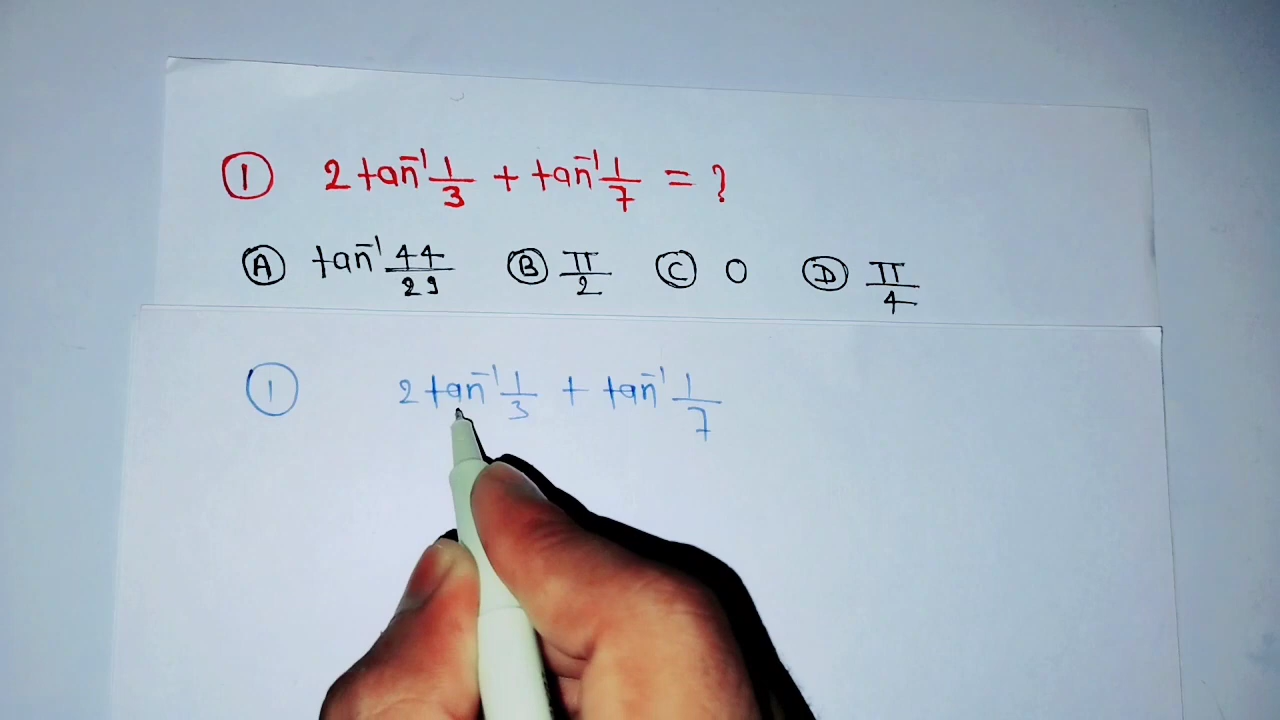 ① 2 tan⁻¹ 1/3 + tan⁻¹ 1/7 = ?
Ⓐ tan⁻¹ 44/29 Ⓑ π/2 Ⓒ 0 Ⓓ π/4
① 2 tan⁻¹ 1/3 + tan⁻¹ 1/7